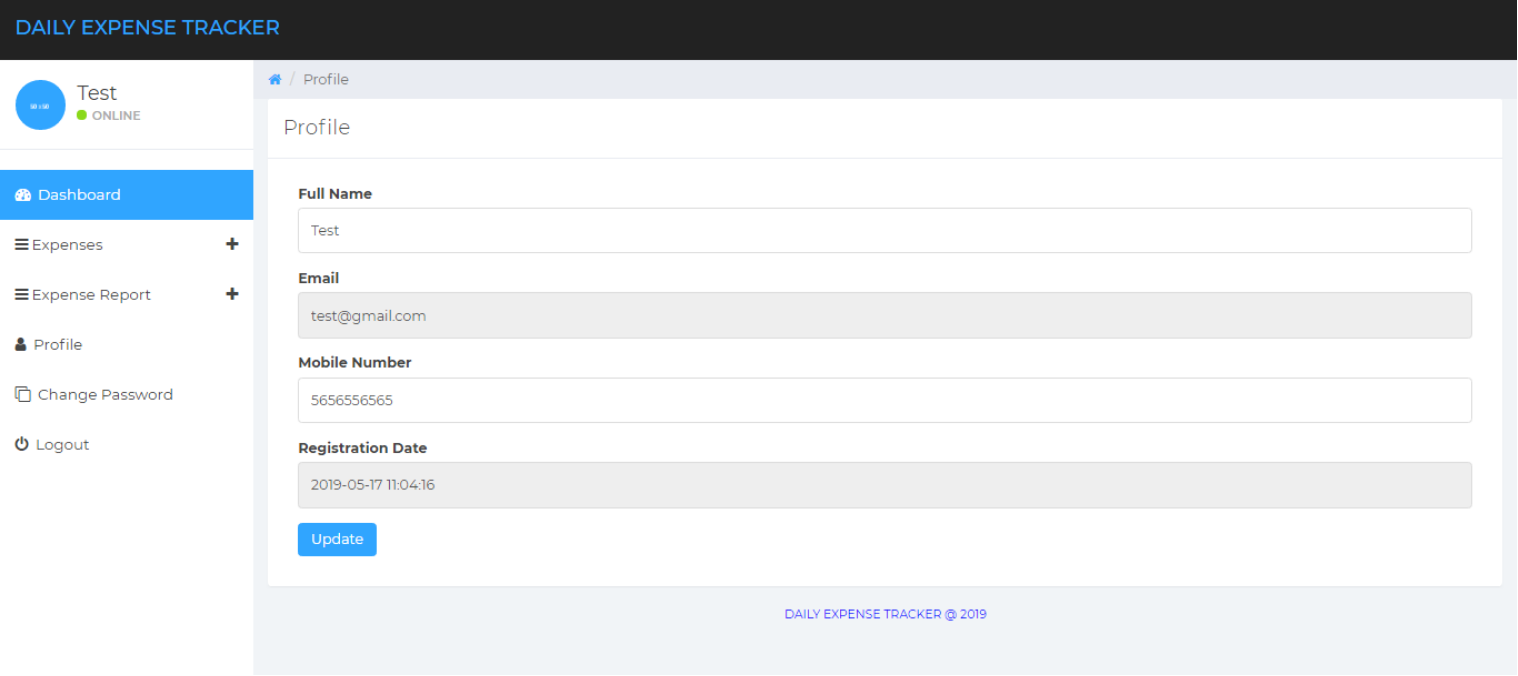 DAILY EXPENSE TRACKER
Test
ONLINE
50 x 50
Dashboard
Expenses
Expense Report
Profile
Change Password
Logout
/ Profile
Profile
Full Name
Test
Email
test@gmail.com
Mobile Number
5656556565
Registration Date
2019-05-17 11:04:16
Update
DAILY EXPENSE TRACKER @ 2019